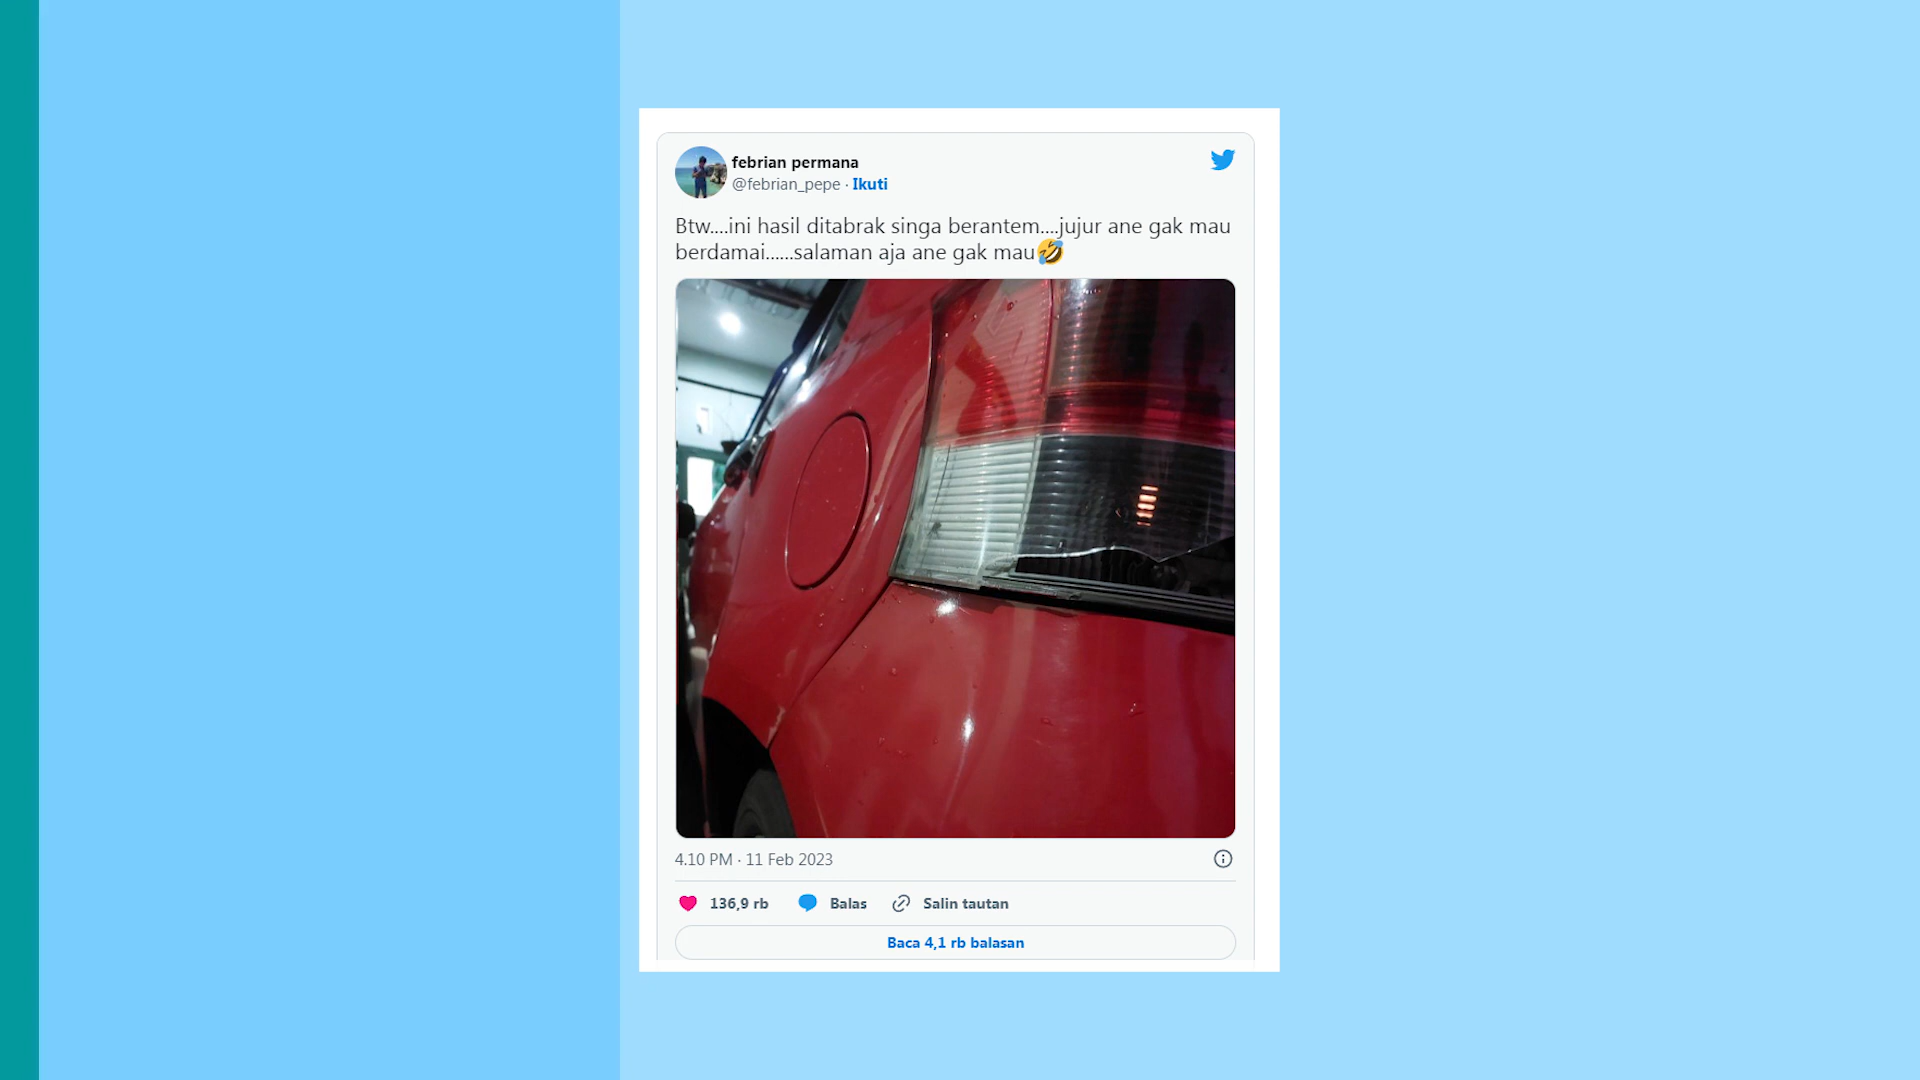 febrian permana
@febrian_pepe · Ikuti
Btw....ini hasil ditabrak singa berantem....jujur ane gak mau
berdamai......salaman aja ane gak mau🤣
4.10 PM · 11 Feb 2023
136,9 rb Balas Salin tautan
Baca 4,1 rb balasan